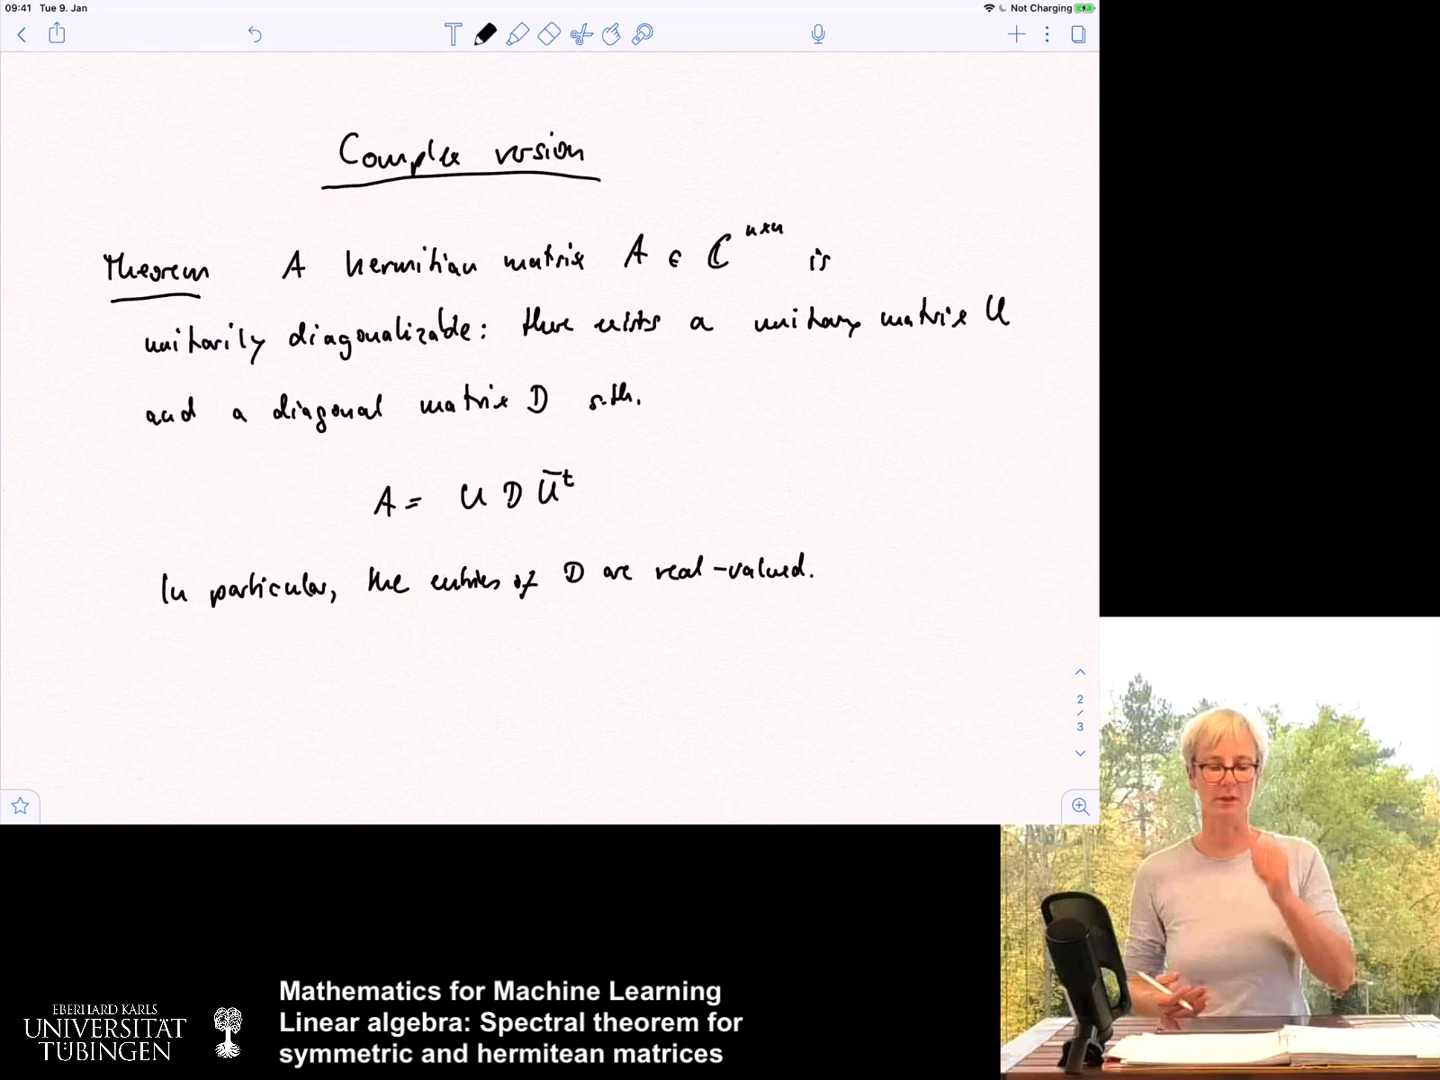 09:41 Tue 9. Jan
Not Charging
Complex version
Theorem A hermitian matrix A ∈ ℂ^{n×n} is
unitarily diagonalizable: there exists a unitary matrix U
and a diagonal matrix D s.th.
A = U D Ū^t
In particular, the entries of D are real-valued.
2
/
3
EBERHARD KARLS
UNIVERSITÄT
TÜBINGEN
Mathematics for Machine Learning
Linear algebra: Spectral theorem for
symmetric and hermitean matrices